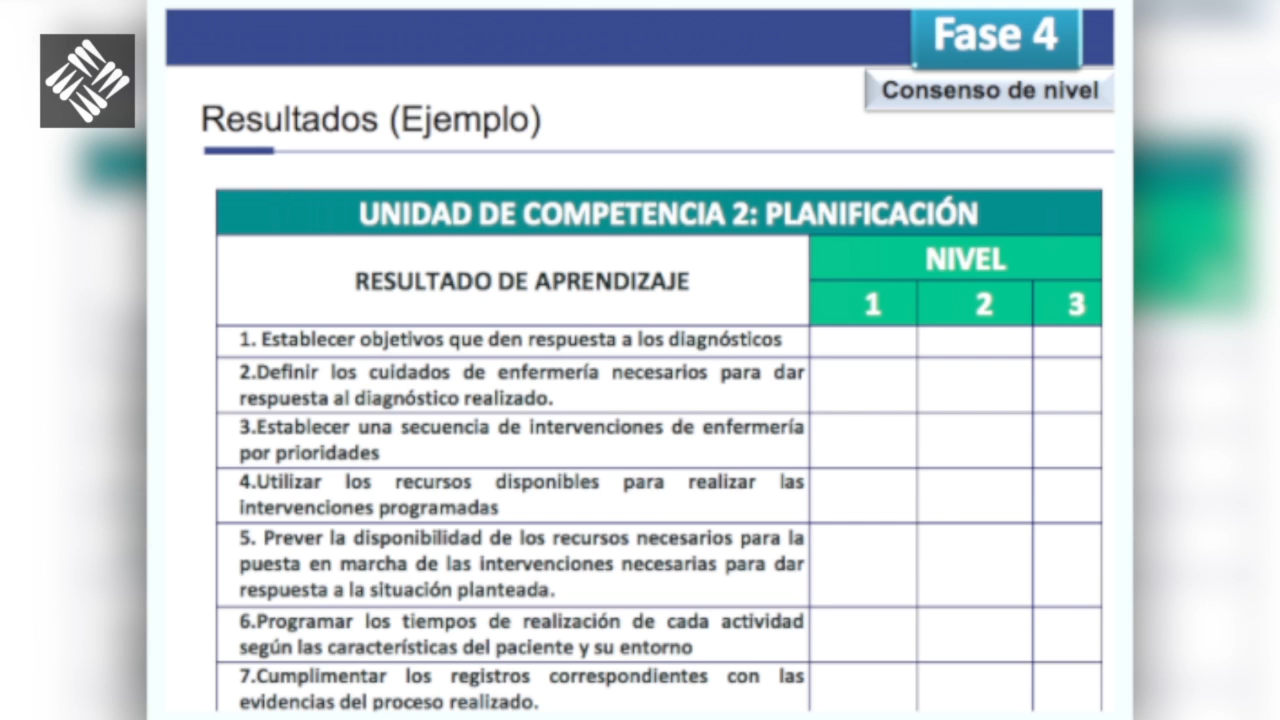 Fase 4
Consenso de nivel
Resultados (Ejemplo)
UNIDAD DE COMPETENCIA 2: PLANIFICACIÓN
RESULTADO DE APRENDIZAJE
NIVEL
1 2 3
1. Establecer objetivos que den respuesta a los diagnósticos
2.Definir los cuidados de enfermería necesarios para dar
respuesta al diagnóstico realizado.
3.Establecer una secuencia de intervenciones de enfermería
por prioridades
4.Utilizar los recursos disponibles para realizar las
intervenciones programadas
5. Prever la disponibilidad de los recursos necesarios para la
puesta en marcha de las intervenciones necesarias para dar
respuesta a la situación planteada.
6.Programar los tiempos de realización de cada actividad
según las características del paciente y su entorno
7.Cumplimentar los registros correspondientes con las
evidencias del proceso realizado.